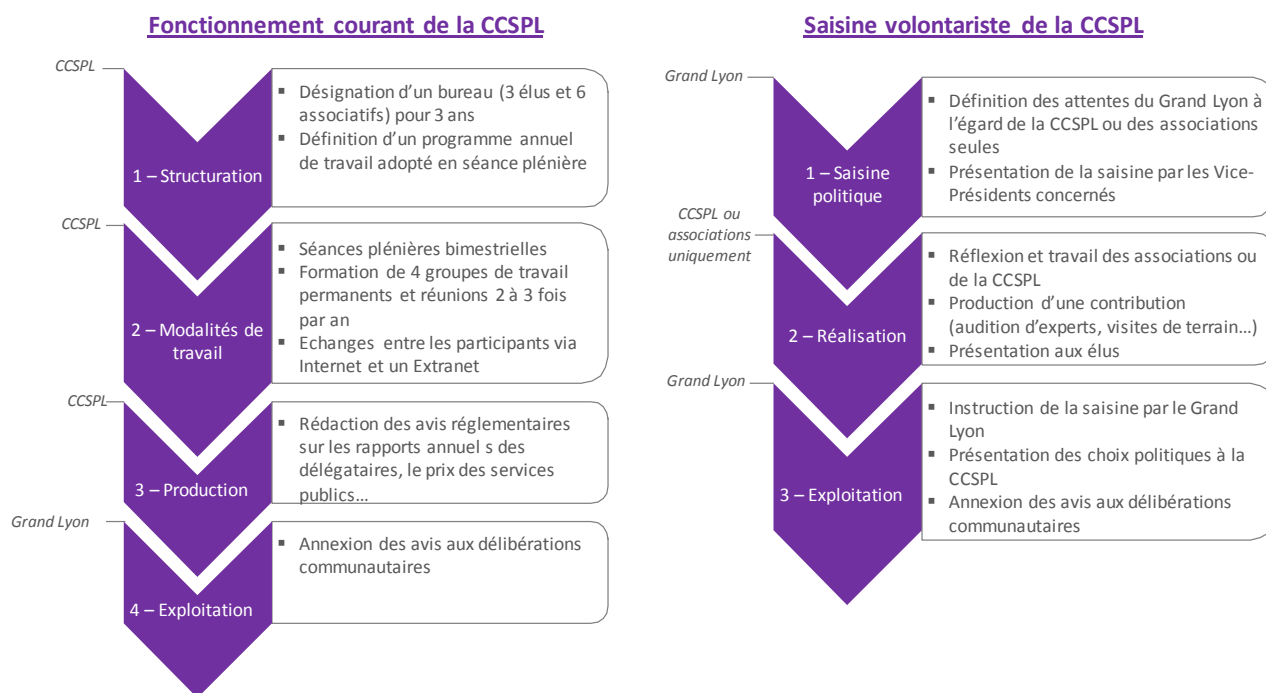 Fonctionnement courant de la CCSPL
CCSPL
1 – Structuration
▪ Désignation d'un bureau (3 élus et 6
associatifs) pour 3 ans
▪ Définition d'un programme annuel
de travail adopté en séance plénière
CCSPL
2 – Modalités de
travail
▪ Séances plénières bimestrielles
▪ Formation de 4 groupes de travail
permanents et réunions 2 à 3 fois
par an
▪ Echanges entre les participants via
Internet et un Extranet
CCSPL
3 – Production
▪ Rédaction des avis réglementaires
sur les rapports annuel s des
délégataires, le prix des services
publics...
Grand Lyon
4 – Exploitation
▪ Annexion des avis aux délibérations
communautaires
Saisine volontariste de la CCSPL
Grand Lyon
1 – Saisine
politique
▪ Définition des attentes du Grand Lyon à
l'égard de la CCSPL ou des associations
seules
▪ Présentation de la saisine par les Vice-
Présidents concernés
CCSPL ou
associations
uniquement
2 – Réalisation
▪ Réflexion et travail des associations ou
de la CCSPL
▪ Production d'une contribution
(audition d'experts, visites de terrain...)
▪ Présentation aux élus
Grand Lyon
3 – Exploitation
▪ Instruction de la saisine par le Grand
Lyon
▪ Présentation des choix politiques à la
CCSPL
▪ Annexion des avis aux délibérations
communautaires